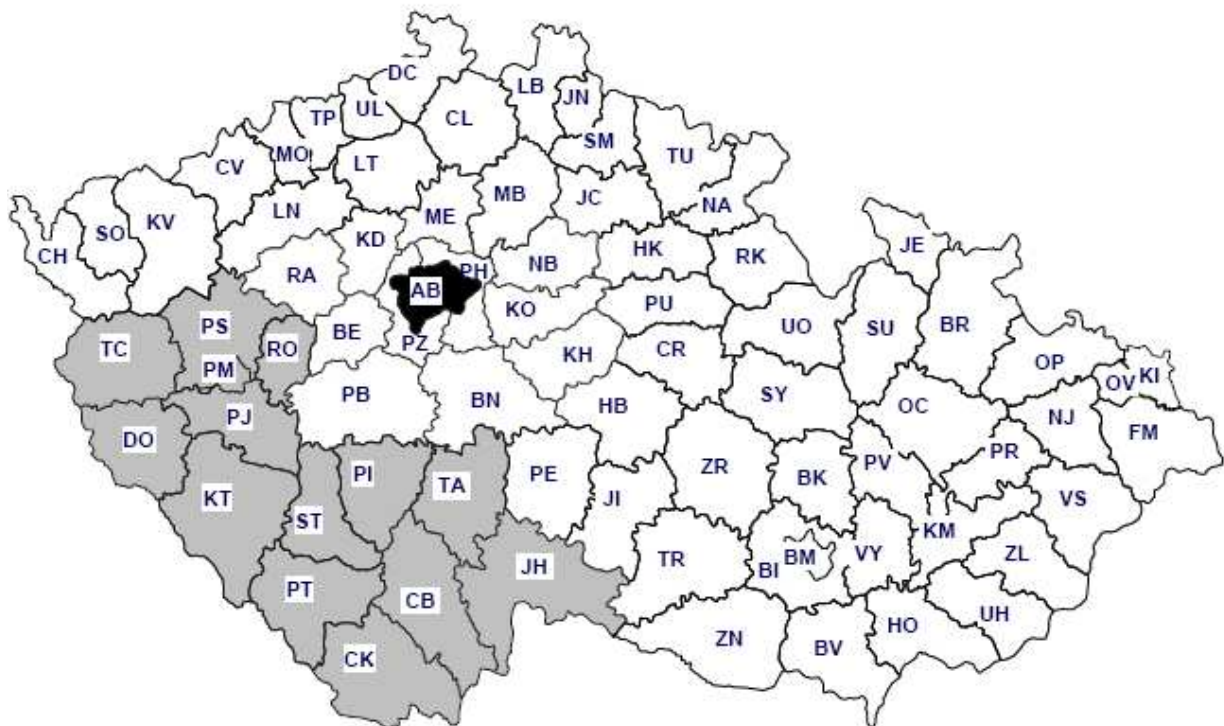 DC
LB
JN
UL
TP
CL
SM
MO
LT
TU
CV
MB
JC
LN
ME
NA
SO
KV
KD
HK
JE
CH
RA
PH
NB
RK
AB
KO
PU
PS
BE
UO
SU
BR
TC
RO
PZ
KH
CR
OP
PM
KI
OV
PB
BN
HB
SY
OC
PJ
NJ
DO
FM
PR
PI
TA
PE
ZR
PV
BK
KT
JI
VS
ST
KM
BM
VY
ZL
JH
TR
BI
PT
CB
UH
HO
ZN
BV
CK